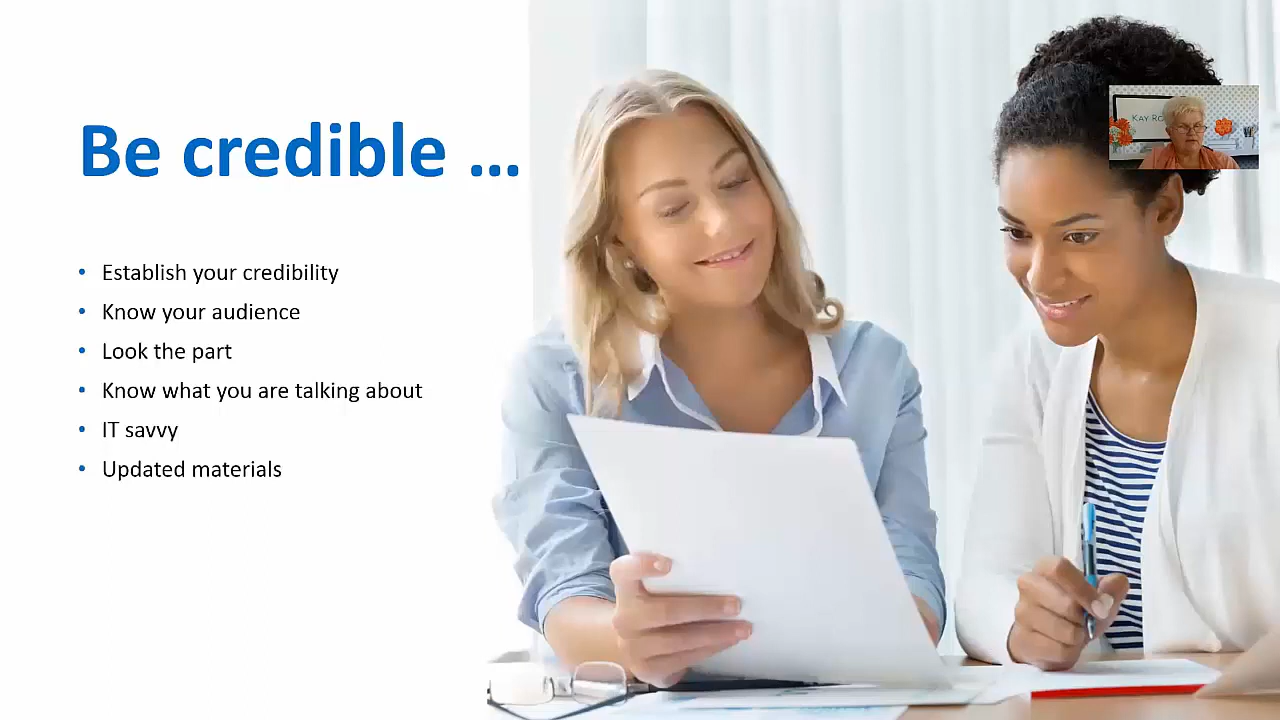 Be credible …
• Establish your credibility
• Know your audience
• Look the part
• Know what you are talking about
• IT savvy
• Updated materials
KAY